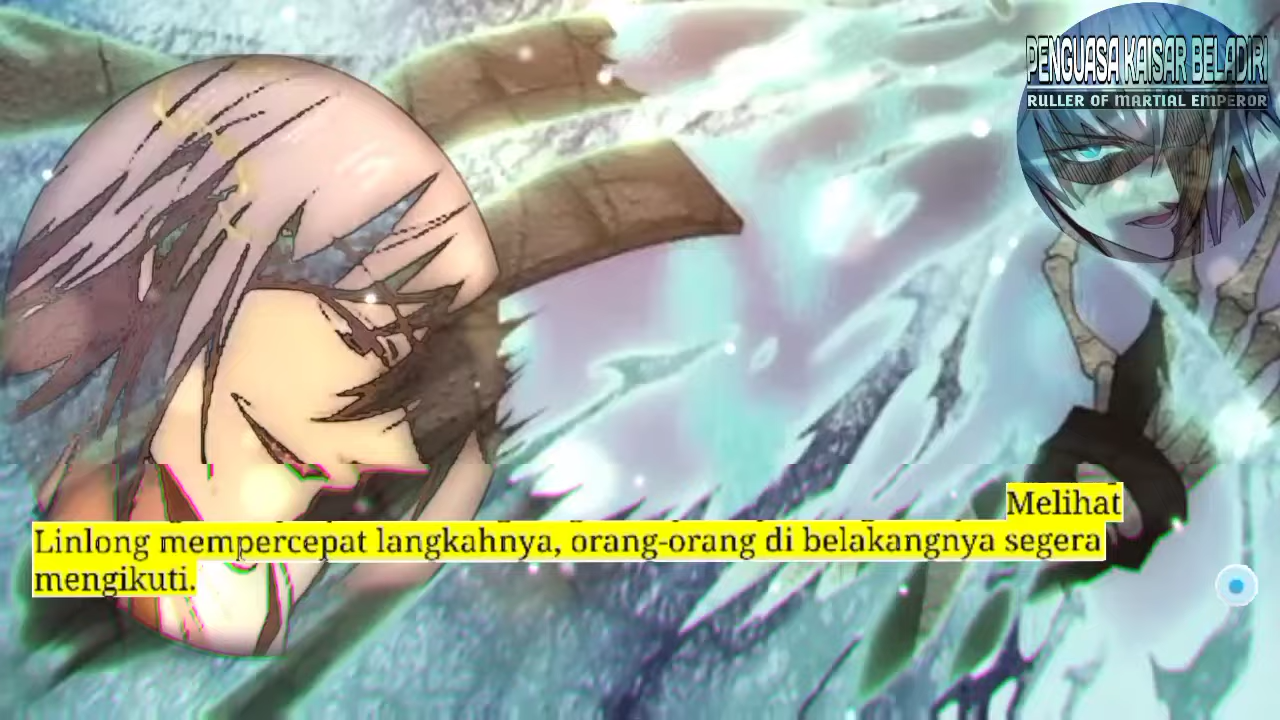 PENGUASA KAISAR BELADIRI
RULLER OF MARTIAL EMPEROR
Melihat
Linlong mempercepat langkahnya, orang-orang di belakangnya segera
mengikuti.